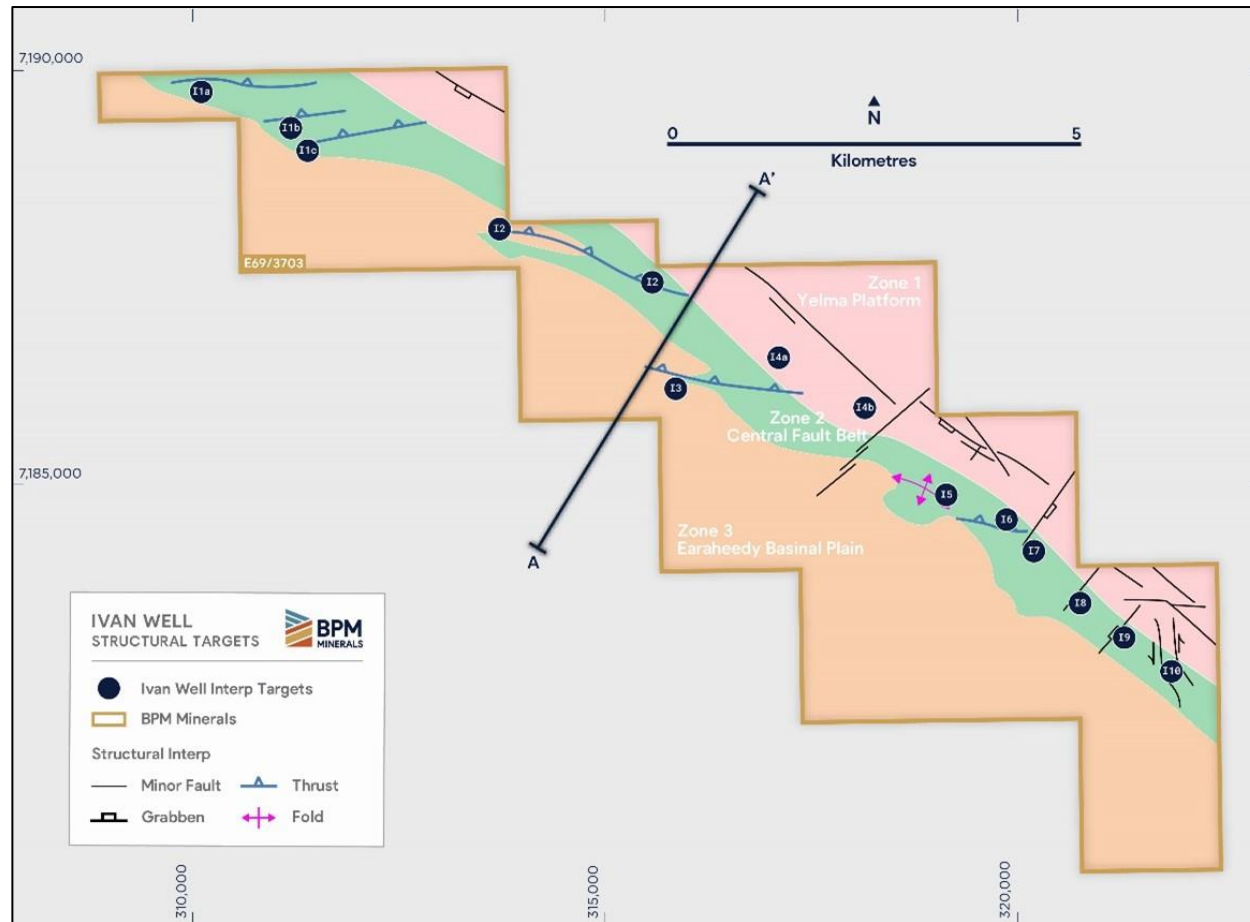 7,190,000
I1a
I1b
I1c
N
0
5
Kilometres
A'
I2
E69/3703
I2
Zone 1
Yelma Platform
I4a
I3
I4b
Zone 2
Central Fault Belt
7,185,000
I5
I6
Zone 3
Earaheedy Basinal Plain
I7
A
I8
I9
I10
IVAN WELL
STRUCTURAL TARGETS
BPM
MINERALS
Ivan Well Interp Targets
BPM Minerals
Structural Interp
Minor Fault
Thrust
Grabben
Fold
310,000
315,000
320,000